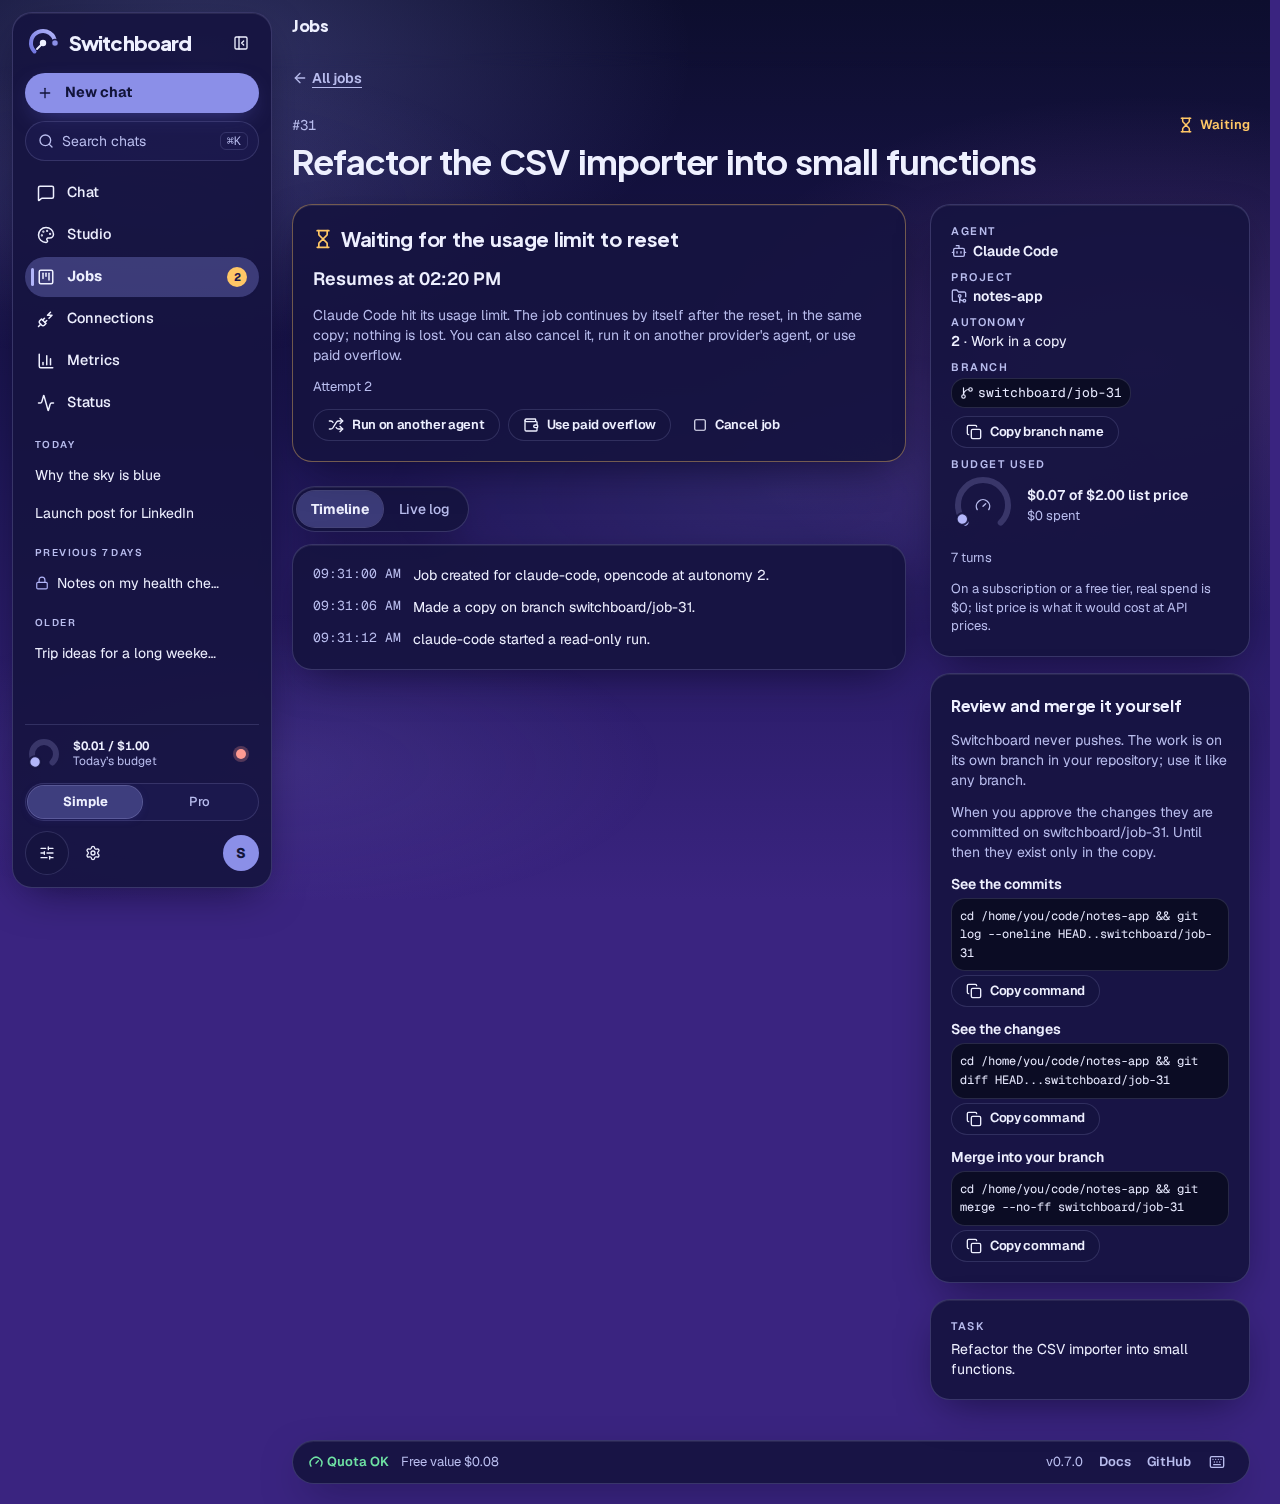 Switchboard
New chat
Search chats
⌘K
Chat
Studio
Jobs
2
Connections
Metrics
Status
TODAY
Why the sky is blue
Launch post for LinkedIn
PREVIOUS 7 DAYS
Notes on my health che...
OLDER
Trip ideas for a long weeke...
$0.01 / $1.00
Today's budget
Simple
Pro
S
Jobs
All jobs
#31
Waiting
Refactor the CSV importer into small functions
Waiting for the usage limit to reset
Resumes at 02:20 PM
Claude Code hit its usage limit. The job continues by itself after the reset, in the same
copy; nothing is lost. You can also cancel it, run it on another provider's agent, or use
paid overflow.
Attempt 2
Run on another agent
Use paid overflow
Cancel job
Timeline
Live log
09:31:00 AM Job created for claude-code, opencode at autonomy 2.
09:31:06 AM Made a copy on branch switchboard/job-31.
09:31:12 AM claude-code started a read-only run.
AGENT
Claude Code
PROJECT
notes-app
AUTONOMY
2 · Work in a copy
BRANCH
switchboard/job-31
Copy branch name
BUDGET USED
$0.07 of $2.00 list price
$0 spent
7 turns
On a subscription or a free tier, real spend is
$0; list price is what it would cost at API
prices.
Review and merge it yourself
Switchboard never pushes. The work is on
its own branch in your repository; use it like
any branch.
When you approve the changes they are
committed on switchboard/job-31. Until
then they exist only in the copy.
See the commits
cd /home/you/code/notes-app && git
log --oneline HEAD..switchboard/job-
31
Copy command
See the changes
cd /home/you/code/notes-app && git
diff HEAD...switchboard/job-31
Copy command
Merge into your branch
cd /home/you/code/notes-app && git
merge --no-ff switchboard/job-31
Copy command
TASK
Refactor the CSV importer into small
functions.
Quota OK
Free value $0.08
v0.7.0
Docs
GitHub